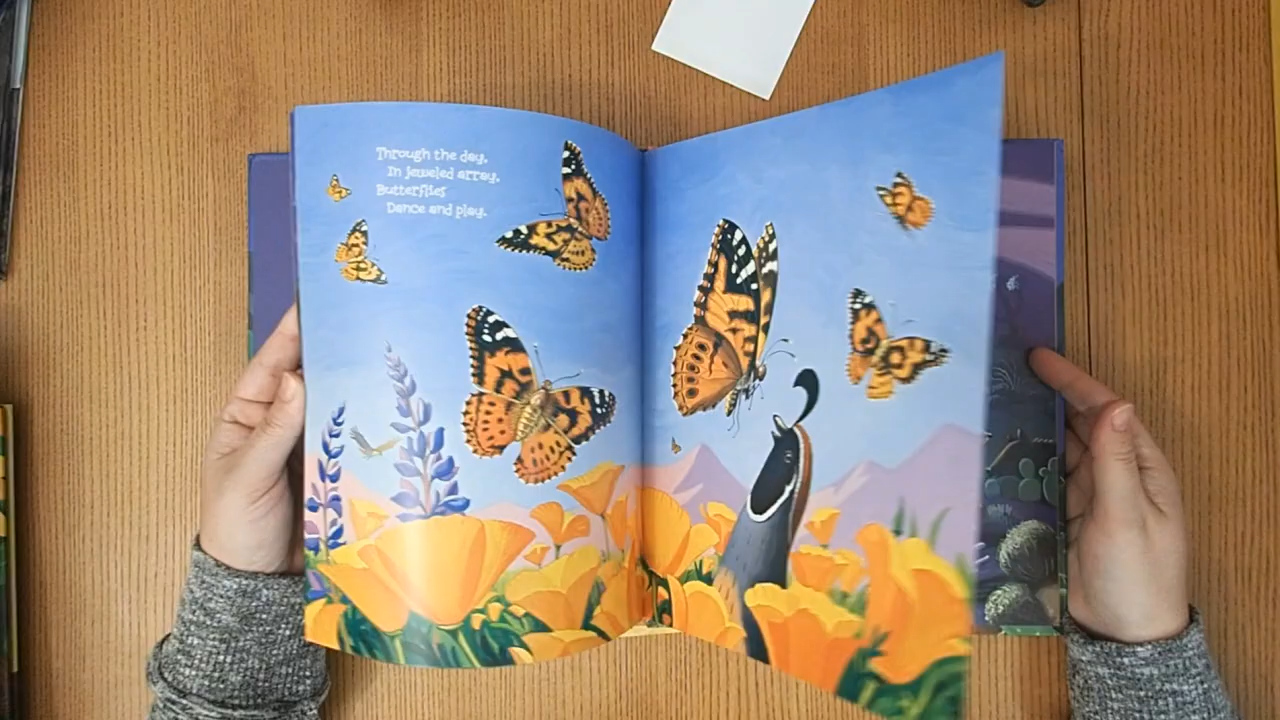 Through the day,
In jeweled array,
Butterflies
Dance and play.